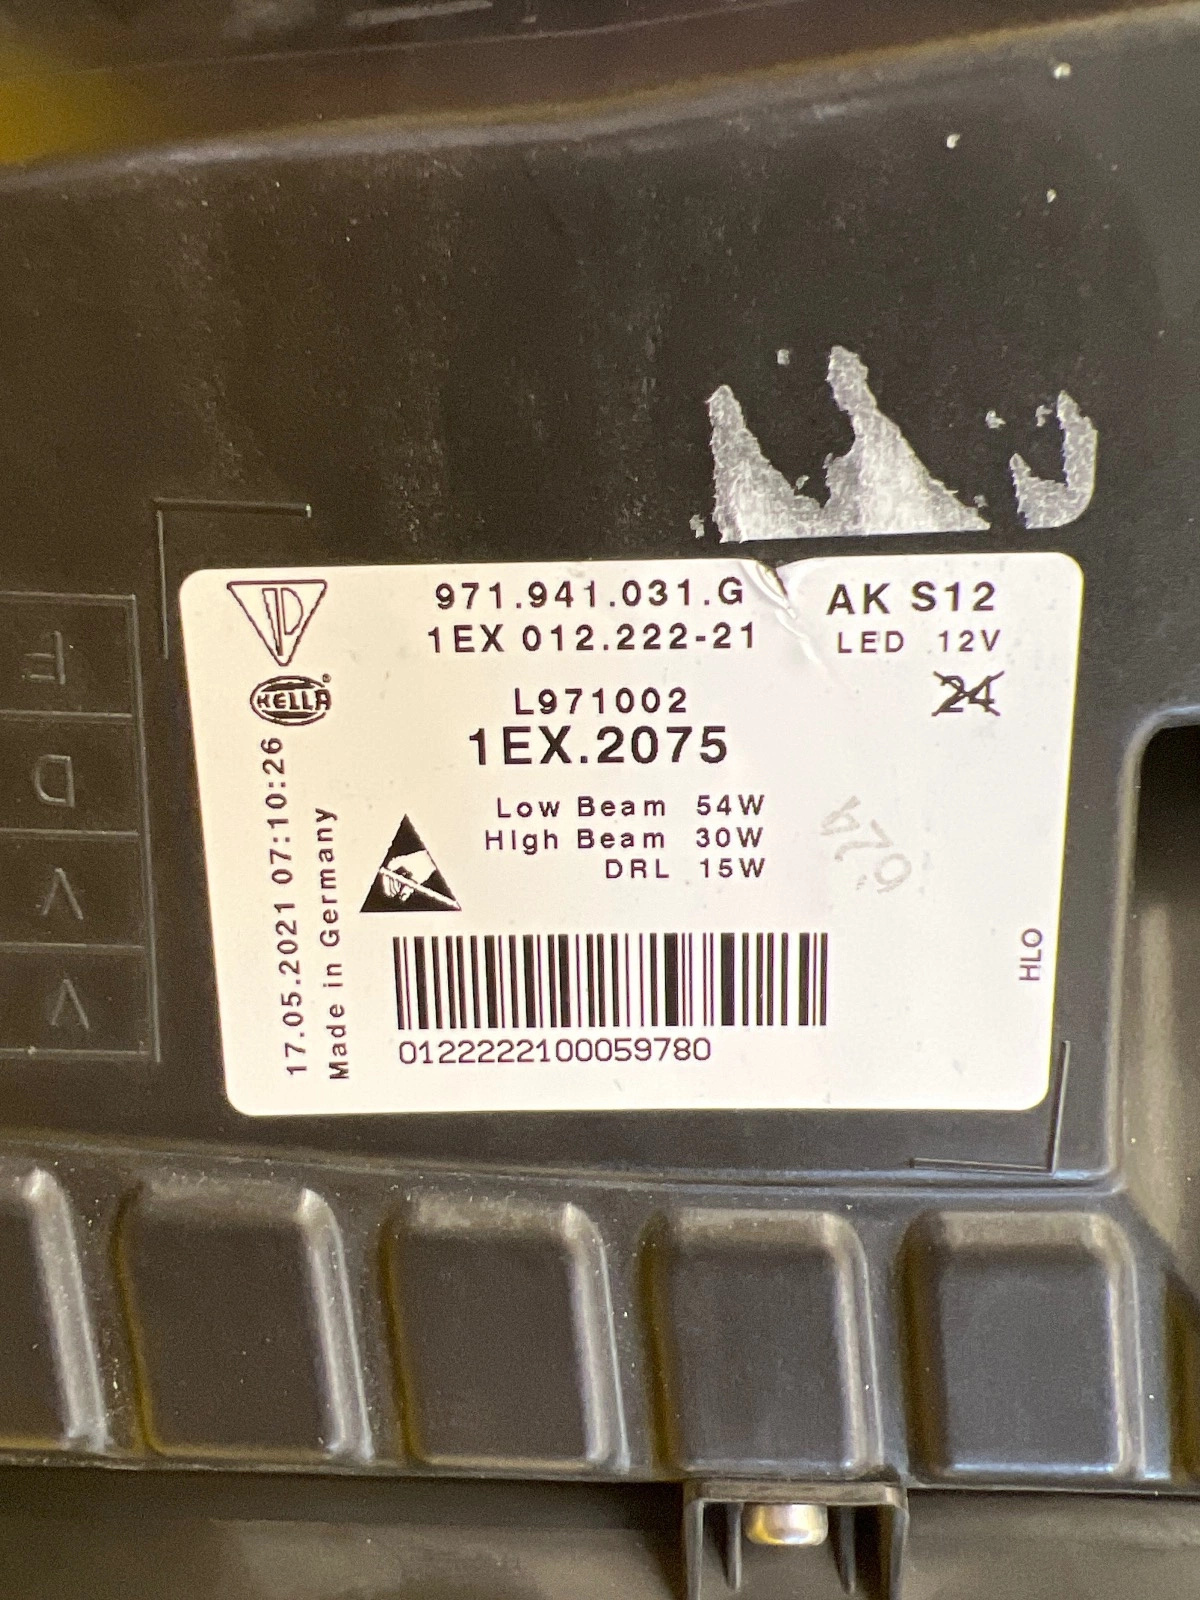 971.941.031.G
AK S12
1EX 012.222-21
LED 12V
HELLA
24
L971002
1EX.2075
Low Beam 54W
High Beam 30W
DRL 15W
17.05.2021 07:10:26
Made in Germany
HLO
0122222100059780
F
D
V
V